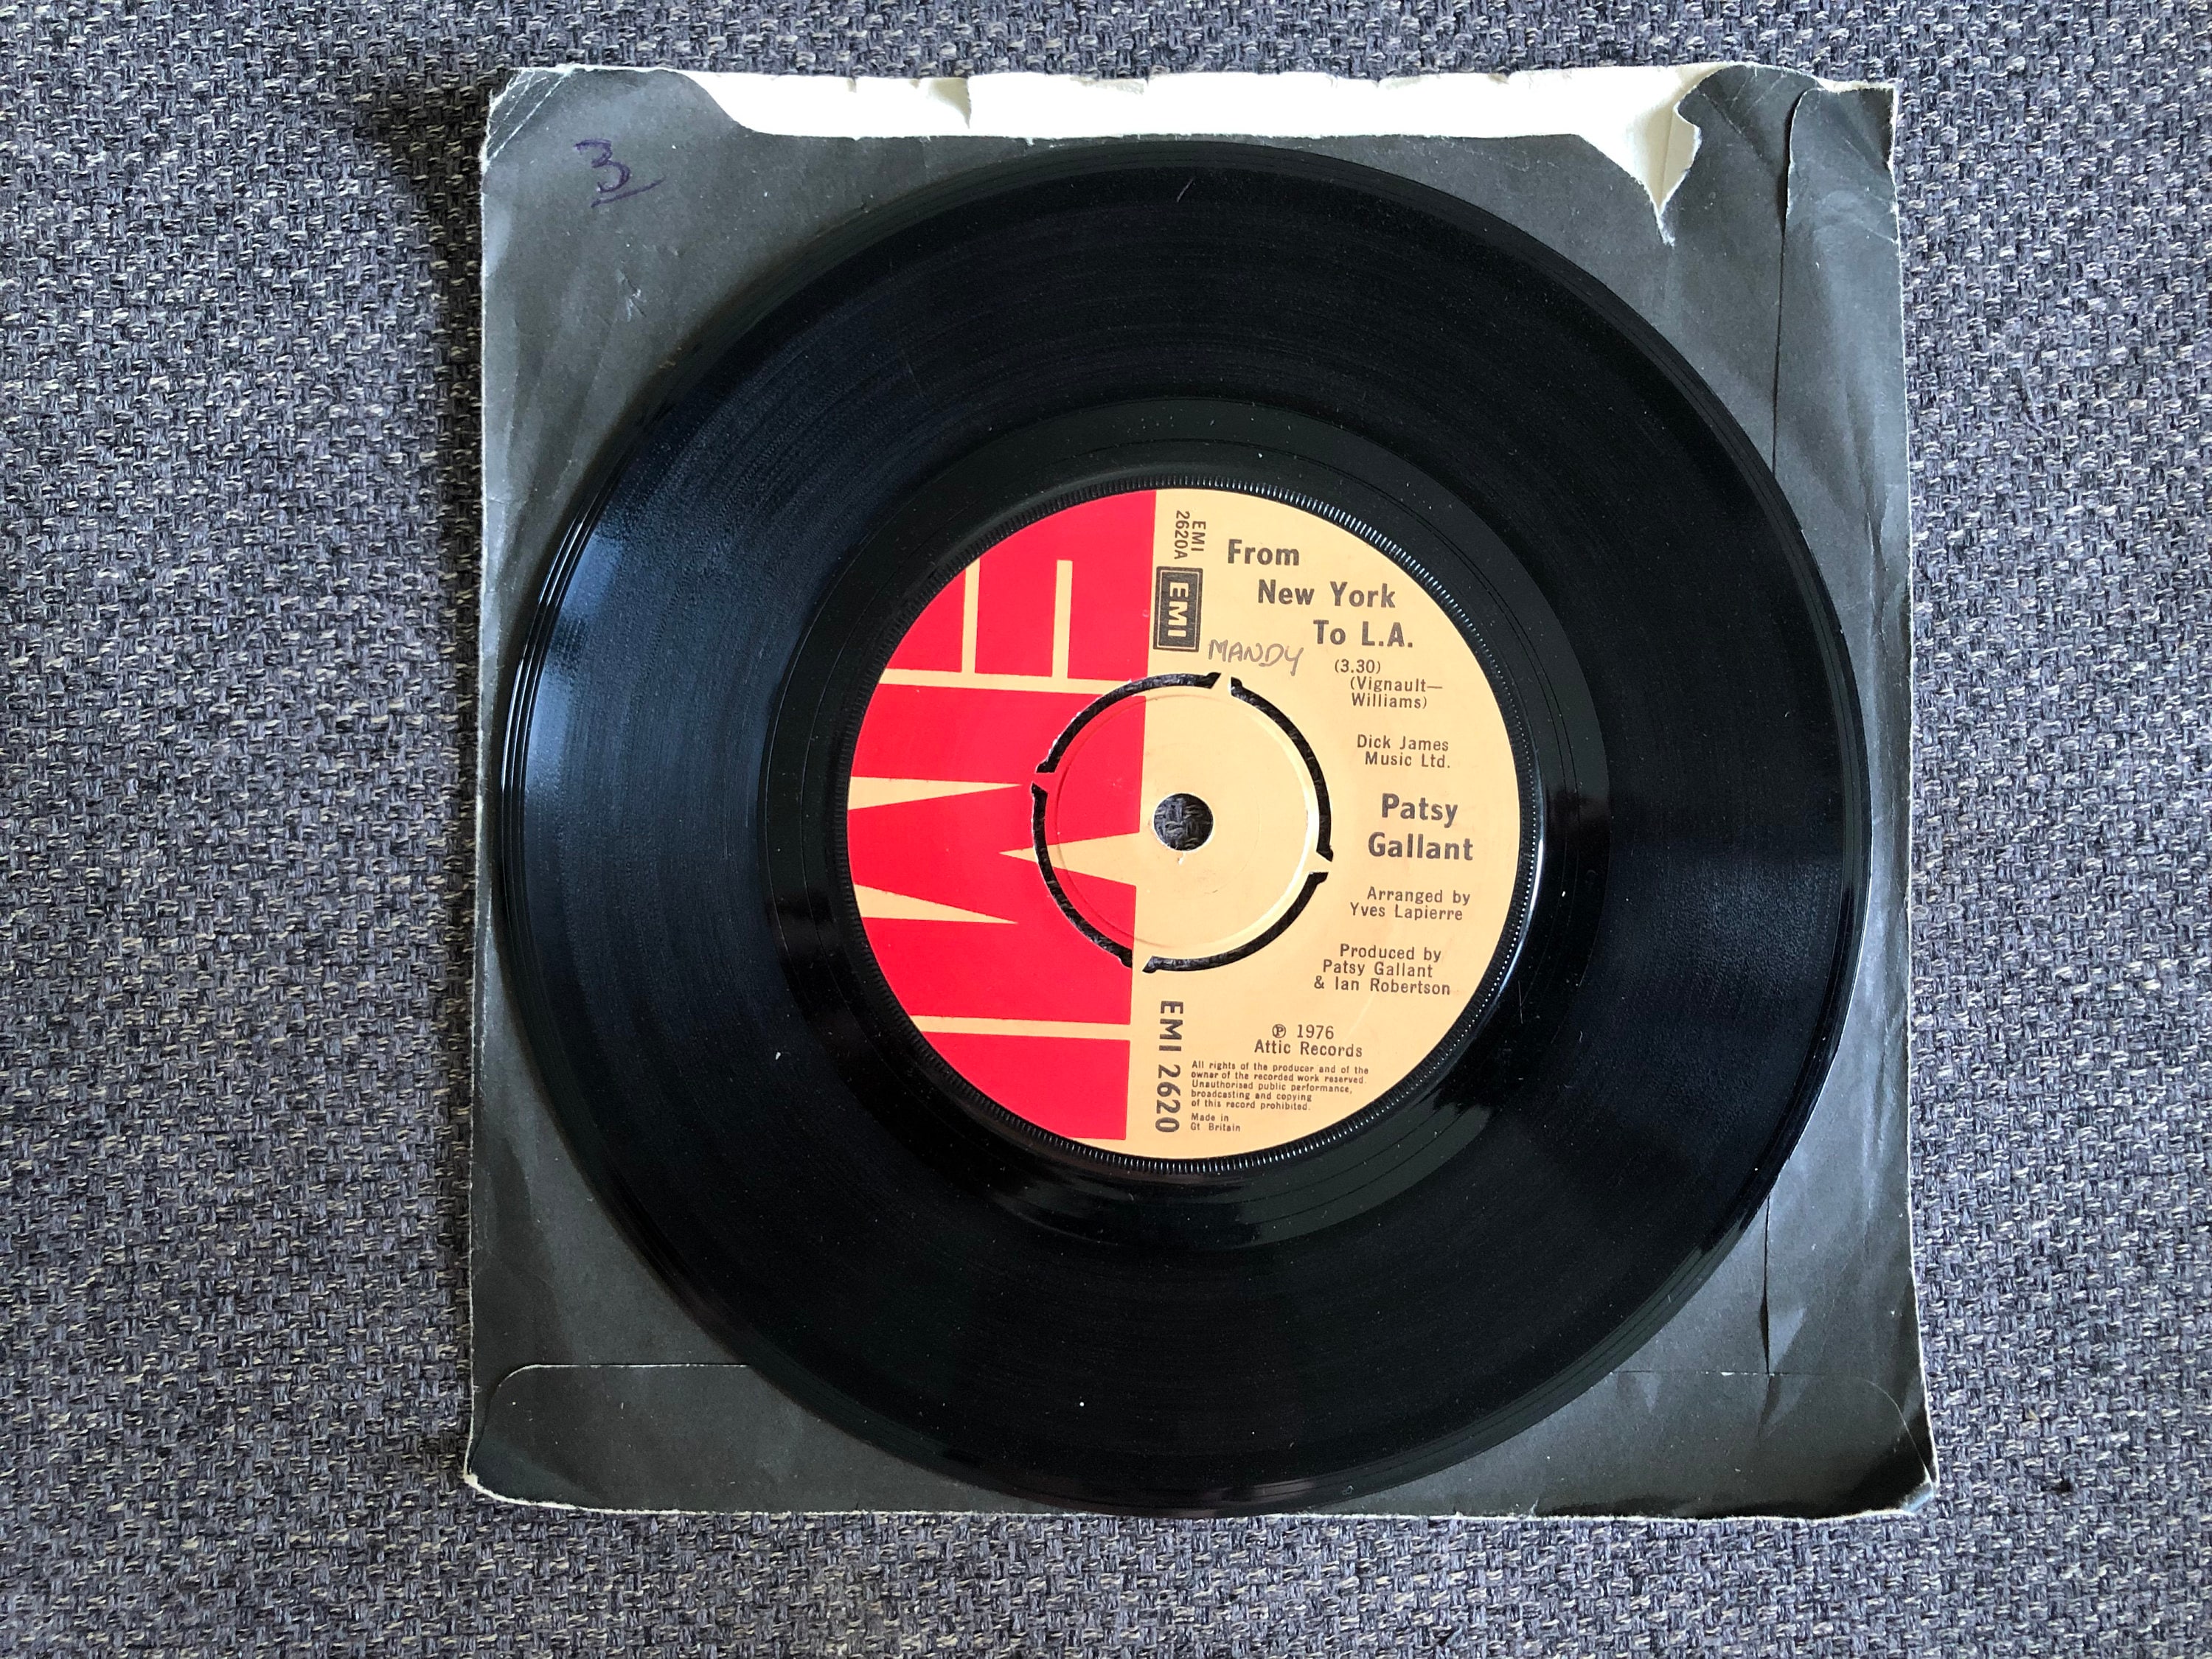 3/
EMI
2620A
EMI
From
New York
To L.A.
MANDY
(3.30)
(Vignault—
Williams)
Dick James
Music Ltd.
Patsy
Gallant
Arranged by
Yves Lapierre
Produced by
Patsy Gallant
& Ian Robertson
℗ 1976
Attic Records
All rights of the producer and of the
owner of the recorded work reserved.
Unauthorised public performance,
broadcasting and copying
of this record prohibited.
Made in
Gt Britain
EMI 2620
EMI